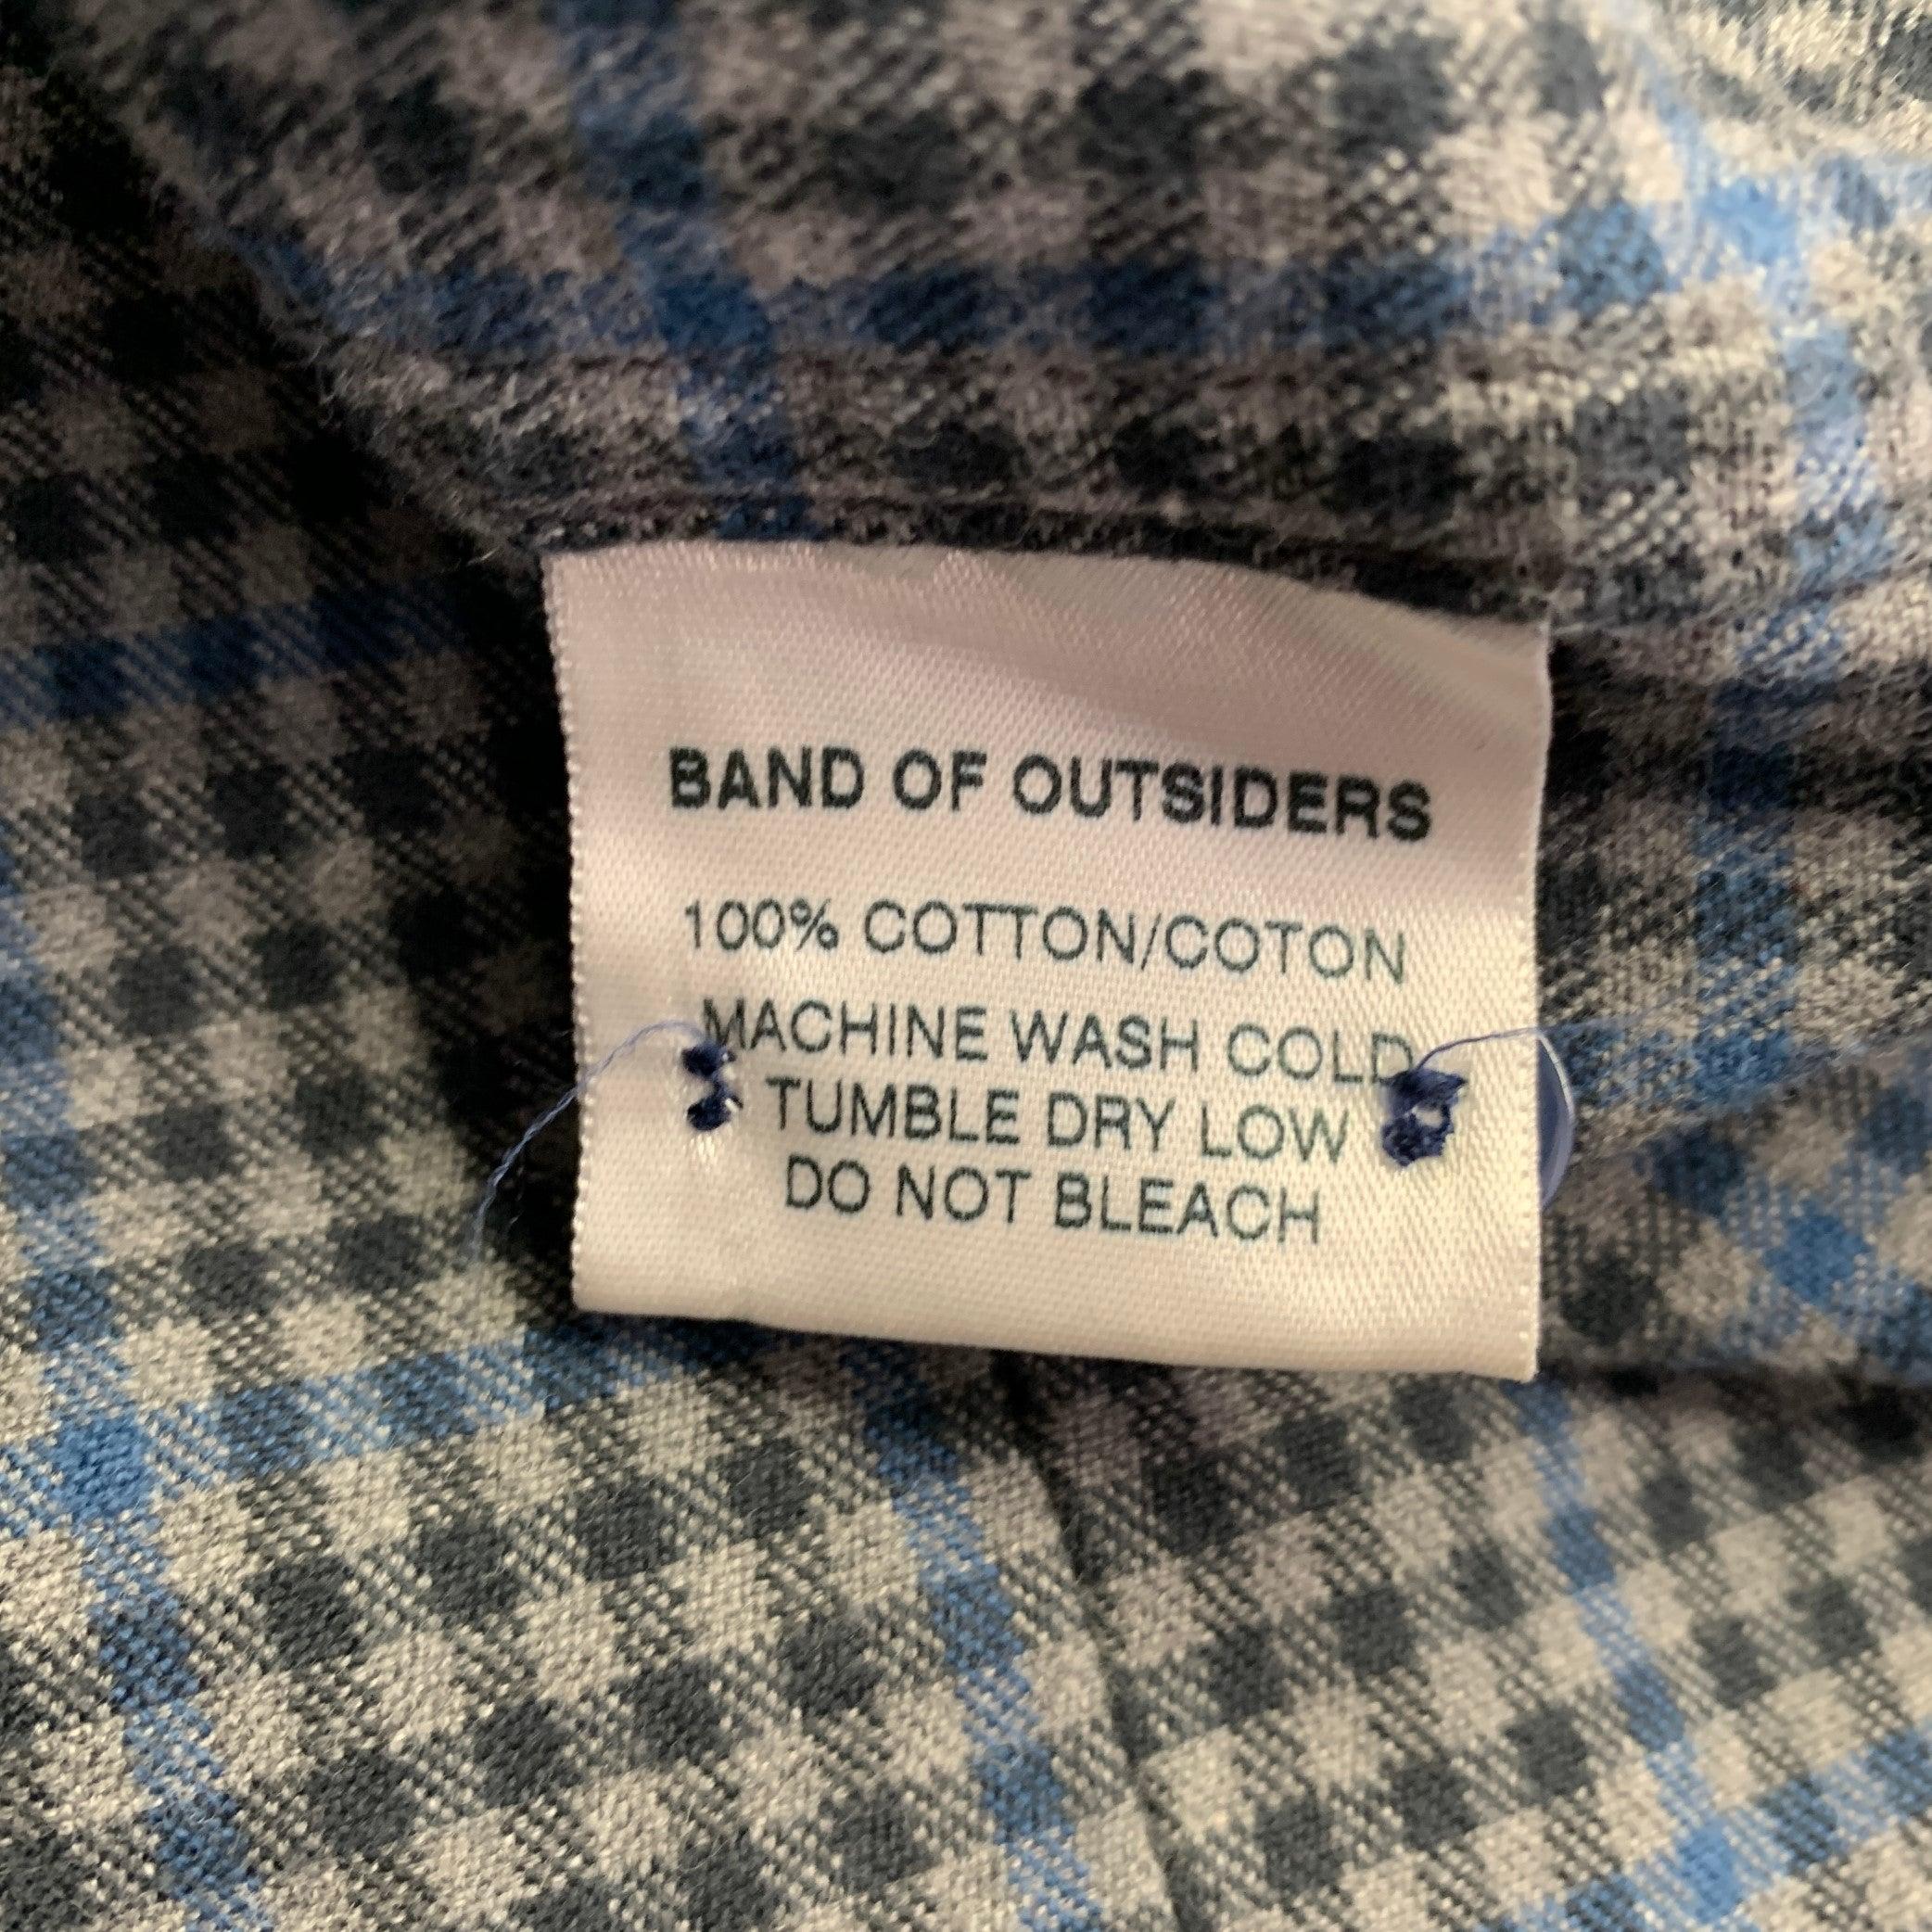 BAND OF OUTSIDERS
100% COTTON/COTON
MACHINE WASH COLD
TUMBLE DRY LOW
DO NOT BLEACH